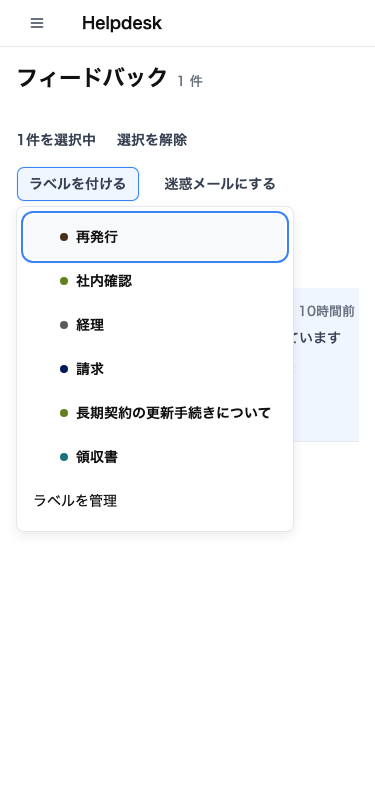 Helpdesk
フィードバック 1 件
1件を選択中 選択を解除
ラベルを付ける 迷惑メールにする
再発行
社内確認
10時間前
経理
ています
請求
長期契約の更新手続きについて
領収書
ラベルを管理